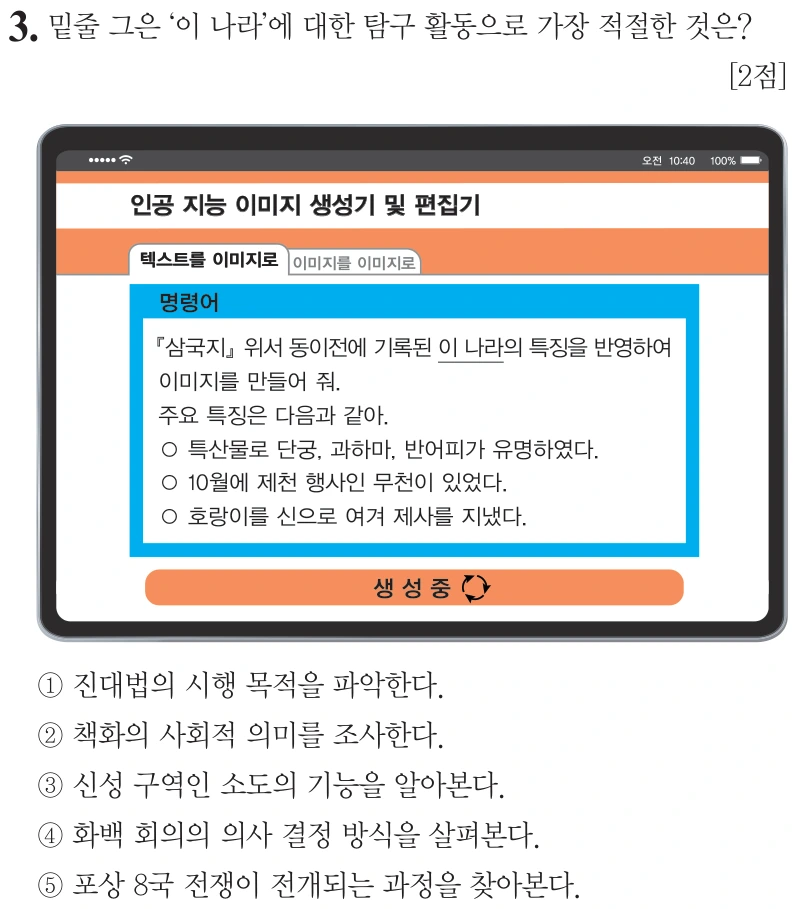 3. 밑줄 그은 ‘이 나라’에 대한 탐구 활동으로 가장 적절한 것은?
[2점]
오전 10:40 100%
인공 지능 이미지 생성기 및 편집기
텍스트를 이미지로 이미지를 이미지로
명령어
『삼국지』 위서 동이전에 기록된 이 나라의 특징을 반영하여
이미지를 만들어 줘.
주요 특징은 다음과 같아.
○ 특산물로 단궁, 과하마, 반어피가 유명하였다.
○ 10월에 제천 행사인 무천이 있었다.
○ 호랑이를 신으로 여겨 제사를 지냈다.
생성중
① 진대법의 시행 목적을 파악한다.
② 책화의 사회적 의미를 조사한다.
③ 신성 구역인 소도의 기능을 알아본다.
④ 화백 회의의 의사 결정 방식을 살펴본다.
⑤ 포상 8국 전쟁이 전개되는 과정을 찾아본다.